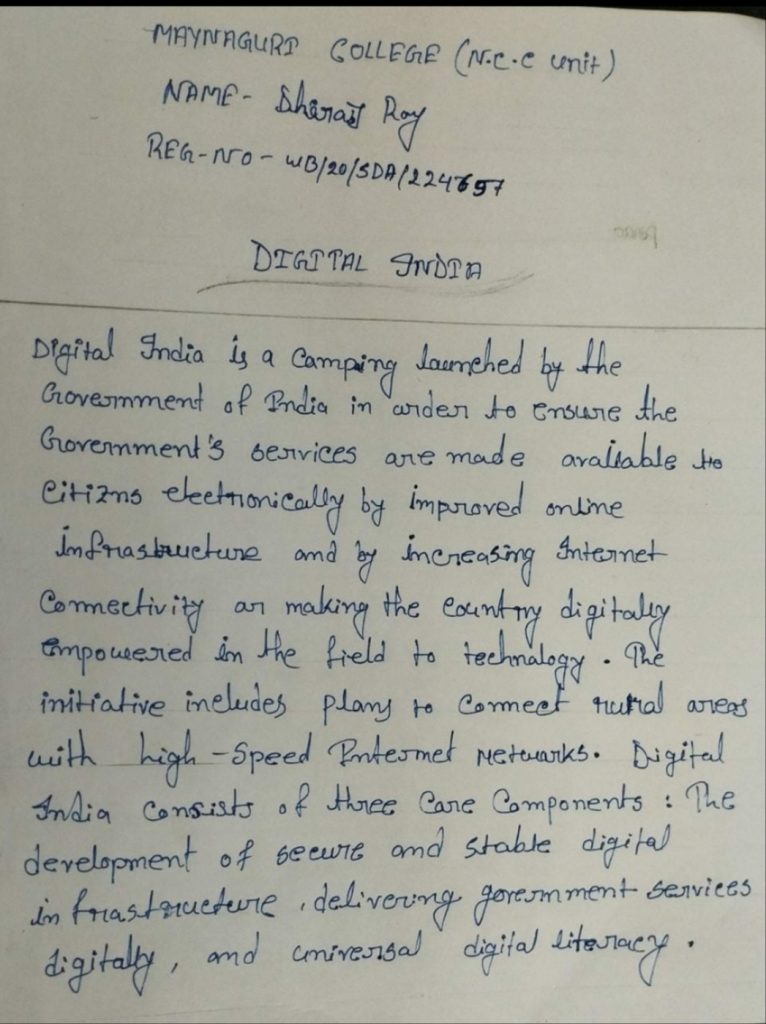 MAYNAGURI COLLEGE (N.C.C unit)
NAME- Roy
REG-NO- WB/20/SDA/224657
DIGITAL INDIA
Digital India is a Camping launched by the
Government of India in order to ensure the
Government's services are made avaliable to
Citizns electronically by improved online
infrastructure and by increasing Internet
Connectivity or making the country digitaly
empowered in the field to technology. The
initiative includes plans to connect rural areas
with high-Speed Internet Networks. Digital
India Consists of three Care Components: The
development of secure and stable digital
infrastructure, delivering government services
digitally, and universal digital literacy.